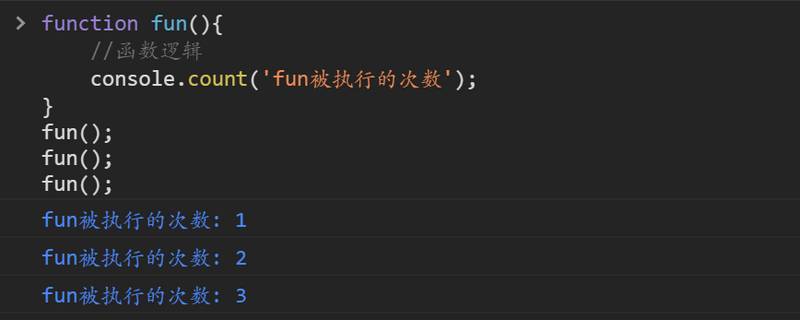 > function fun(){
//函数逻辑
console.count('fun被执行的次数');
}
fun();
fun();
fun();
fun被执行的次数: 1
fun被执行的次数: 2
fun被执行的次数: 3